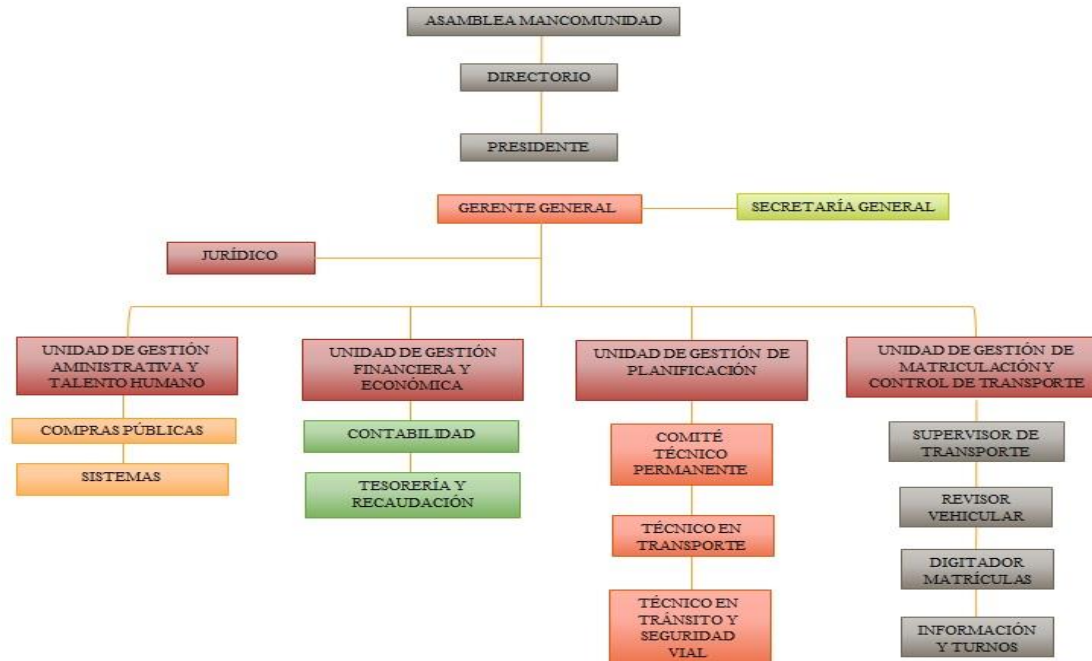 ASAMBLEA MANCOMUNIDAD
DIRECTORIO
PRESIDENTE
GERENTE GENERAL
SECRETARÍA GENERAL
JURÍDICO
UNIDAD DE GESTIÓN
AMINISTRATIVA Y
TALENTO HUMANO
COMPRAS PÚBLICAS
SISTEMAS
UNIDAD DE GESTIÓN
FINANCIERA Y
ECONÓMICA
CONTABILIDAD
TESORERÍA Y
RECAUDACIÓN
UNIDAD DE GESTIÓN DE
PLANIFICACIÓN
COMITÉ
TÉCNICO
PERMANENTE
TÉCNICO EN
TRANSPORTE
TÉCNICO EN
TRÁNSITO Y
SEGURIDAD
VIAL
UNIDAD DE GESTIÓN DE
MATRICULACIÓN Y
CONTROL DE TRANSPORTE
SUPERVISOR DE
TRANSPORTE
REVISOR
VEHICULAR
DIGITADOR
MATRÍCULAS
INFORMACIÓN
Y TURNOS